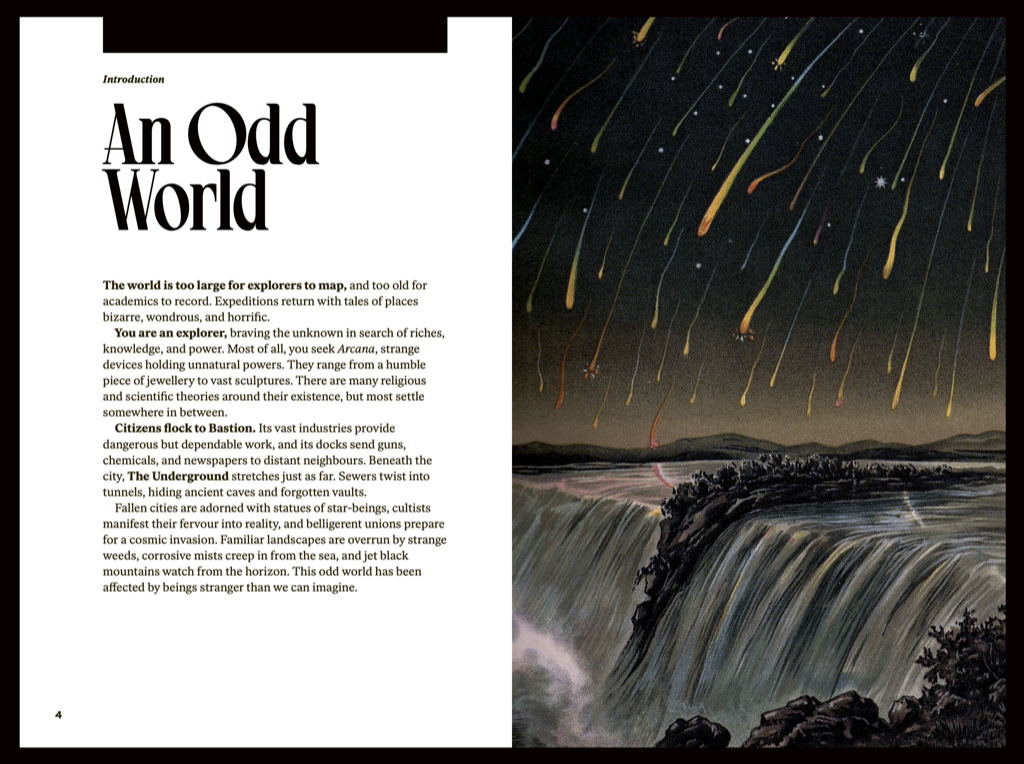 Introduction
An Odd
World
The world is too large for explorers to map, and too old for
academics to record. Expeditions return with tales of places
bizarre, wondrous, and horrific.
You are an explorer, braving the unknown in search of riches,
knowledge, and power. Most of all, you seek Arcana, strange
devices holding unnatural powers. They range from a humble
piece of jewellery to vast sculptures. There are many religious
and scientific theories around their existence, but most settle
somewhere in between.
Citizens flock to Bastion. Its vast industries provide
dangerous but dependable work, and its docks send guns,
chemicals, and newspapers to distant neighbours. Beneath the
city, The Underground stretches just as far. Sewers twist into
tunnels, hiding ancient caves and forgotten vaults.
Fallen cities are adorned with statues of star-beings, cultists
manifest their fervour into reality, and belligerent unions prepare
for a cosmic invasion. Familiar landscapes are overrun by strange
weeds, corrosive mists creep in from the sea, and jet black
mountains watch from the horizon. This odd world has been
affected by beings stranger than we can imagine.
4